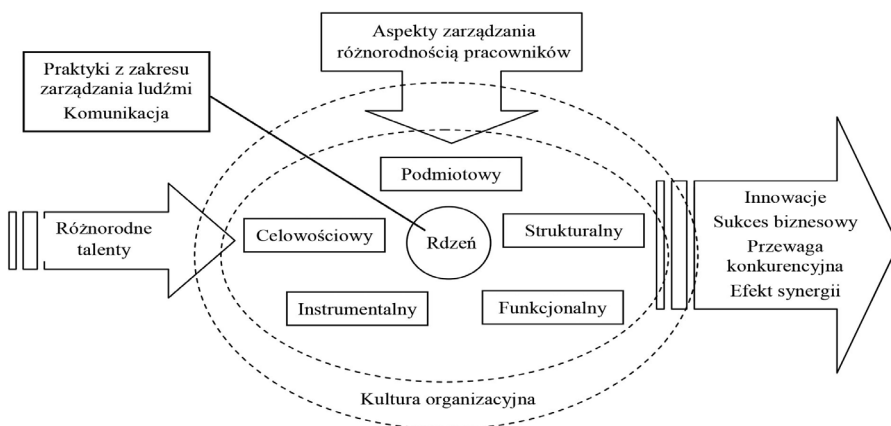 Aspekty zarządzania
różnorodnością pracowników
Praktyki z zakresu
zarządzania ludźmi
Komunikacja
Podmiotowy
Różnorodne
talenty
Celowościowy
Rdzeń
Strukturalny
Instrumentalny
Funkcjonalny
Innowacje
Sukces biznesowy
Przewaga
konkurencyjna
Efekt synergii
Kultura organizacyjna